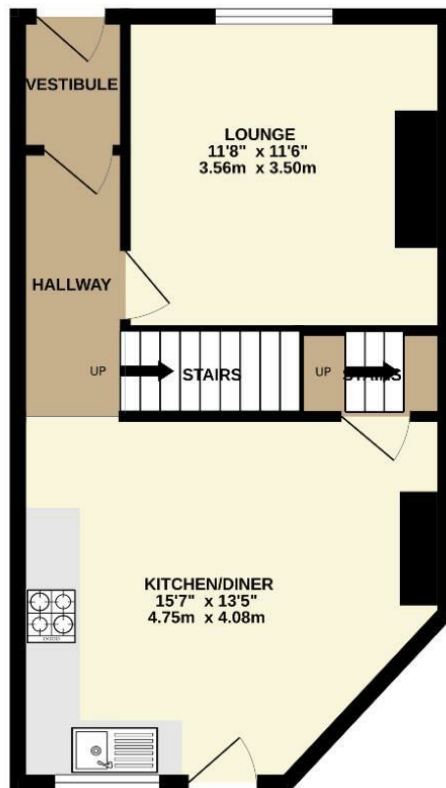 VESTIBULE
LOUNGE
11'8" x 11'6"
3.56m x 3.50m
HALLWAY
UP
STAIRS
UP
STAIRS
KITCHEN/DINER
15'7" x 13'5"
4.75m x 4.08m